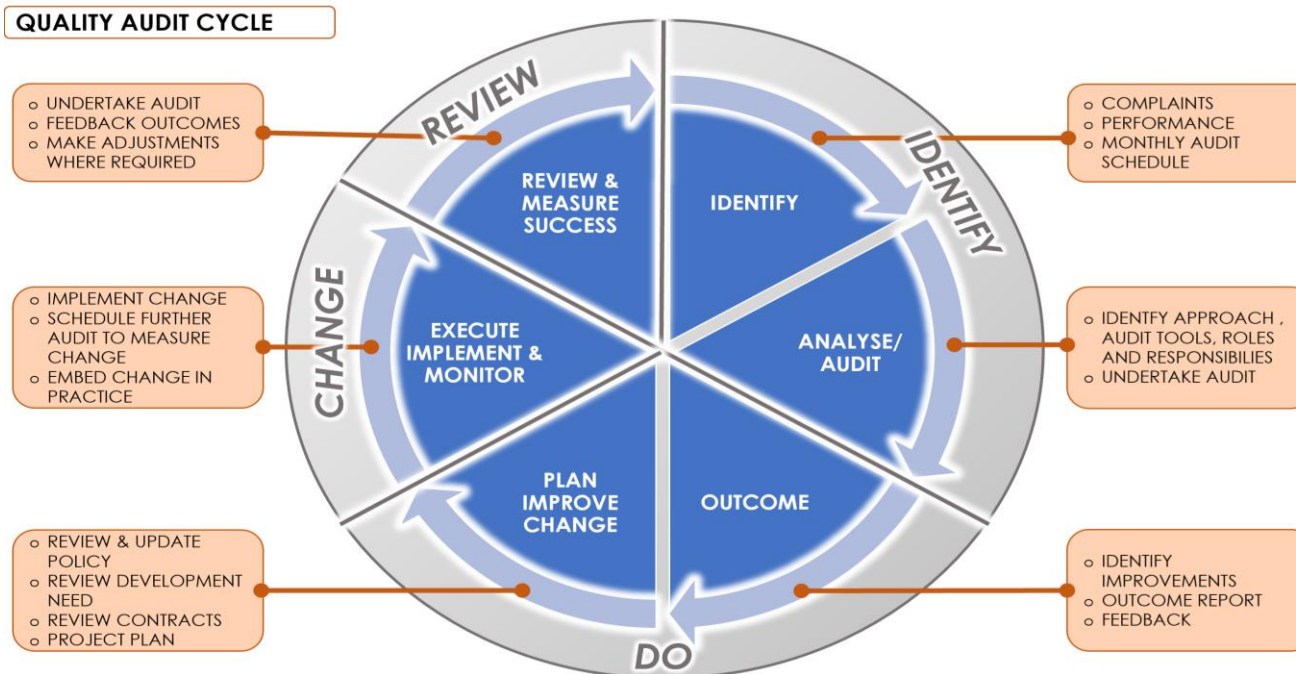 QUALITY AUDIT CYCLE
REVIEW
IDENTIFY
CHANGE
DO
REVIEW &
MEASURE
SUCCESS
IDENTIFY
EXECUTE
IMPLEMENT &
MONITOR
ANALYSE/
AUDIT
PLAN
IMPROVE
CHANGE
OUTCOME
o UNDERTAKE AUDIT
o FEEDBACK OUTCOMES
o MAKE ADJUSTMENTS
WHERE REQUIRED
o COMPLAINTS
o PERFORMANCE
o MONTHLY AUDIT
SCHEDULE
o IMPLEMENT CHANGE
o SCHEDULE FURTHER
AUDIT TO MEASURE
CHANGE
o EMBED CHANGE IN
PRACTICE
o IDENTFY APPROACH ,
AUDIT TOOLS, ROLES
AND RESPONSIBILIES
o UNDERTAKE AUDIT
o REVIEW & UPDATE
POLICY
o REVIEW DEVELOPMENT
NEED
o REVIEW CONTRACTS
o PROJECT PLAN
o IDENTIFY
IMPROVEMENTS
o OUTCOME REPORT
o FEEDBACK